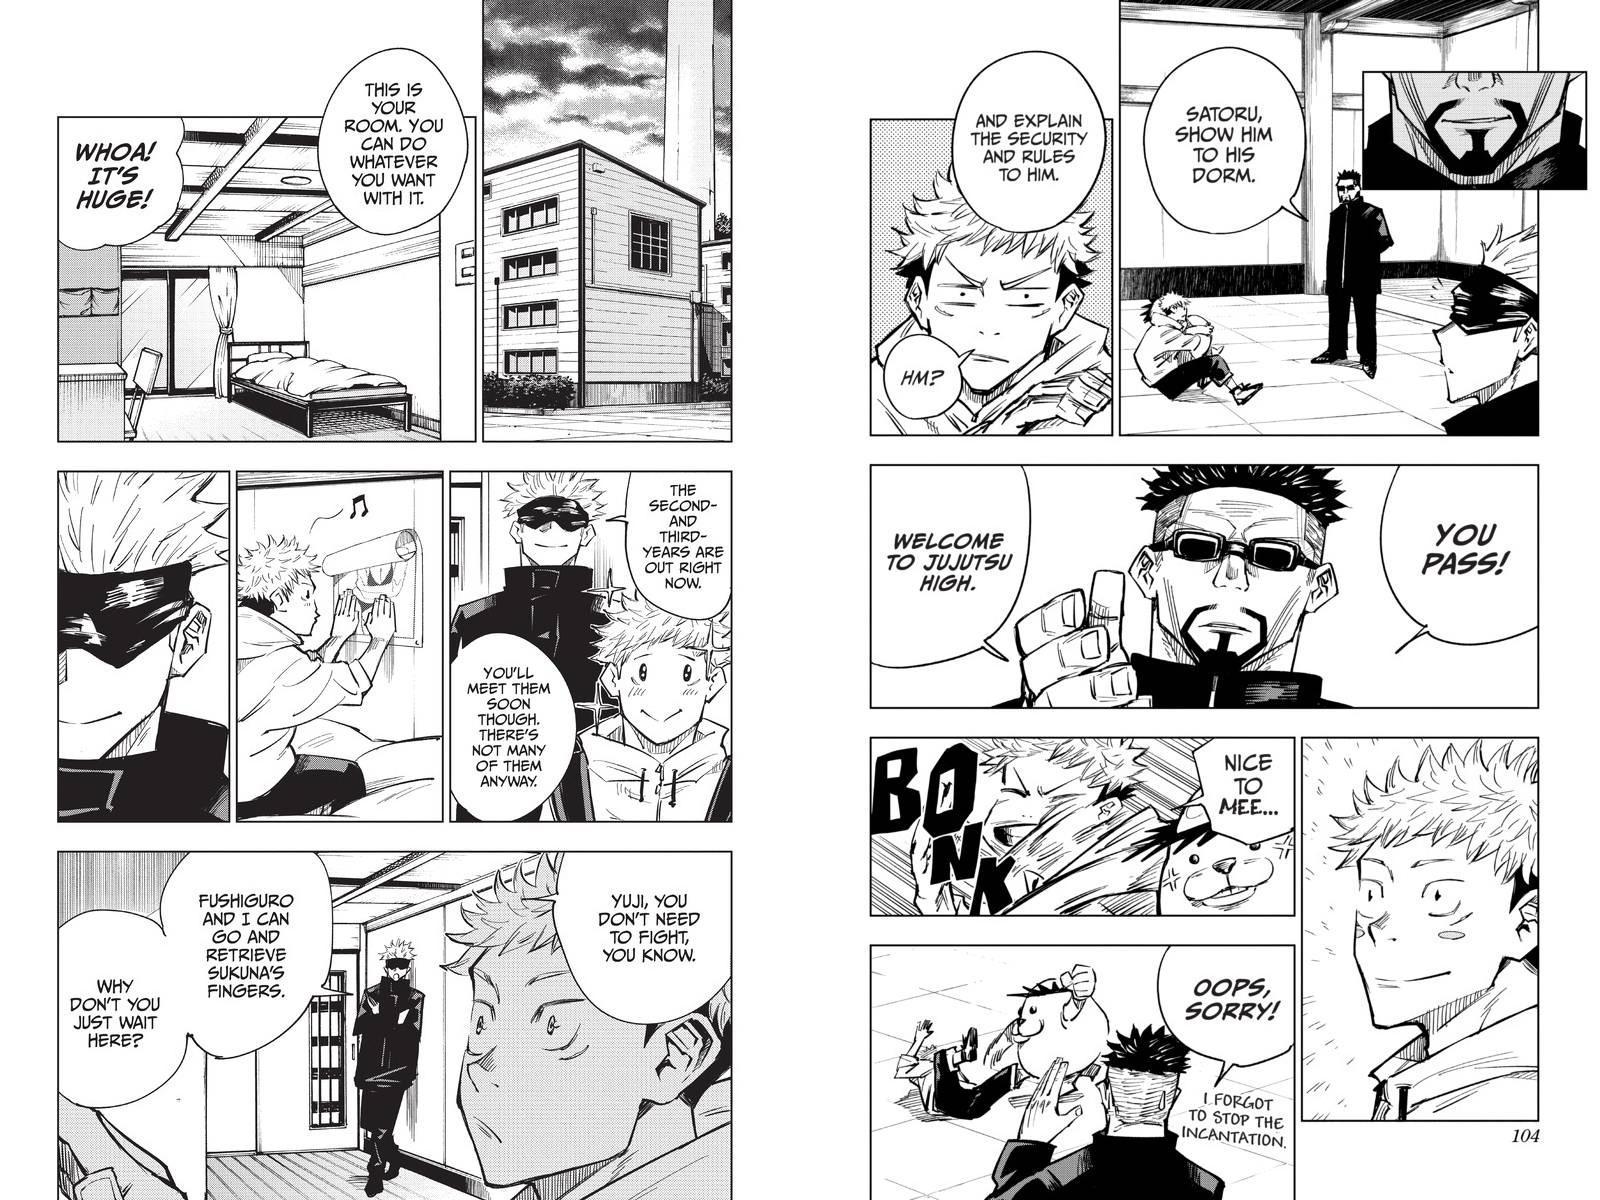 SATORU,
SHOW HIM
TO HIS
DORM.
AND EXPLAIN
THE SECURITY
AND RULES
TO HIM.
HM?
YOU
PASS!
WELCOME
TO JUJUTSU
HIGH.
NICE
TO
MEE...
BONK
OOPS,
SORRY!
I FORGOT
TO STOP THE
INCANTATION.
104
THIS IS
YOUR
ROOM. YOU
CAN DO
WHATEVER
YOU WANT
WITH IT.
WHOA!
IT'S
HUGE!
THE
SECOND-
AND
THIRD-
YEARS ARE
OUT RIGHT
NOW.
YOU'LL
MEET THEM
SOON
THOUGH.
THERE'S
NOT MANY
OF THEM
ANYWAY.
YUJI, YOU
DON'T NEED
TO FIGHT,
YOU KNOW.
FUSHIGURO
AND I CAN
GO AND
RETRIEVE
SUKUNA'S
FINGERS.
WHY
DON'T YOU
JUST WAIT
HERE?